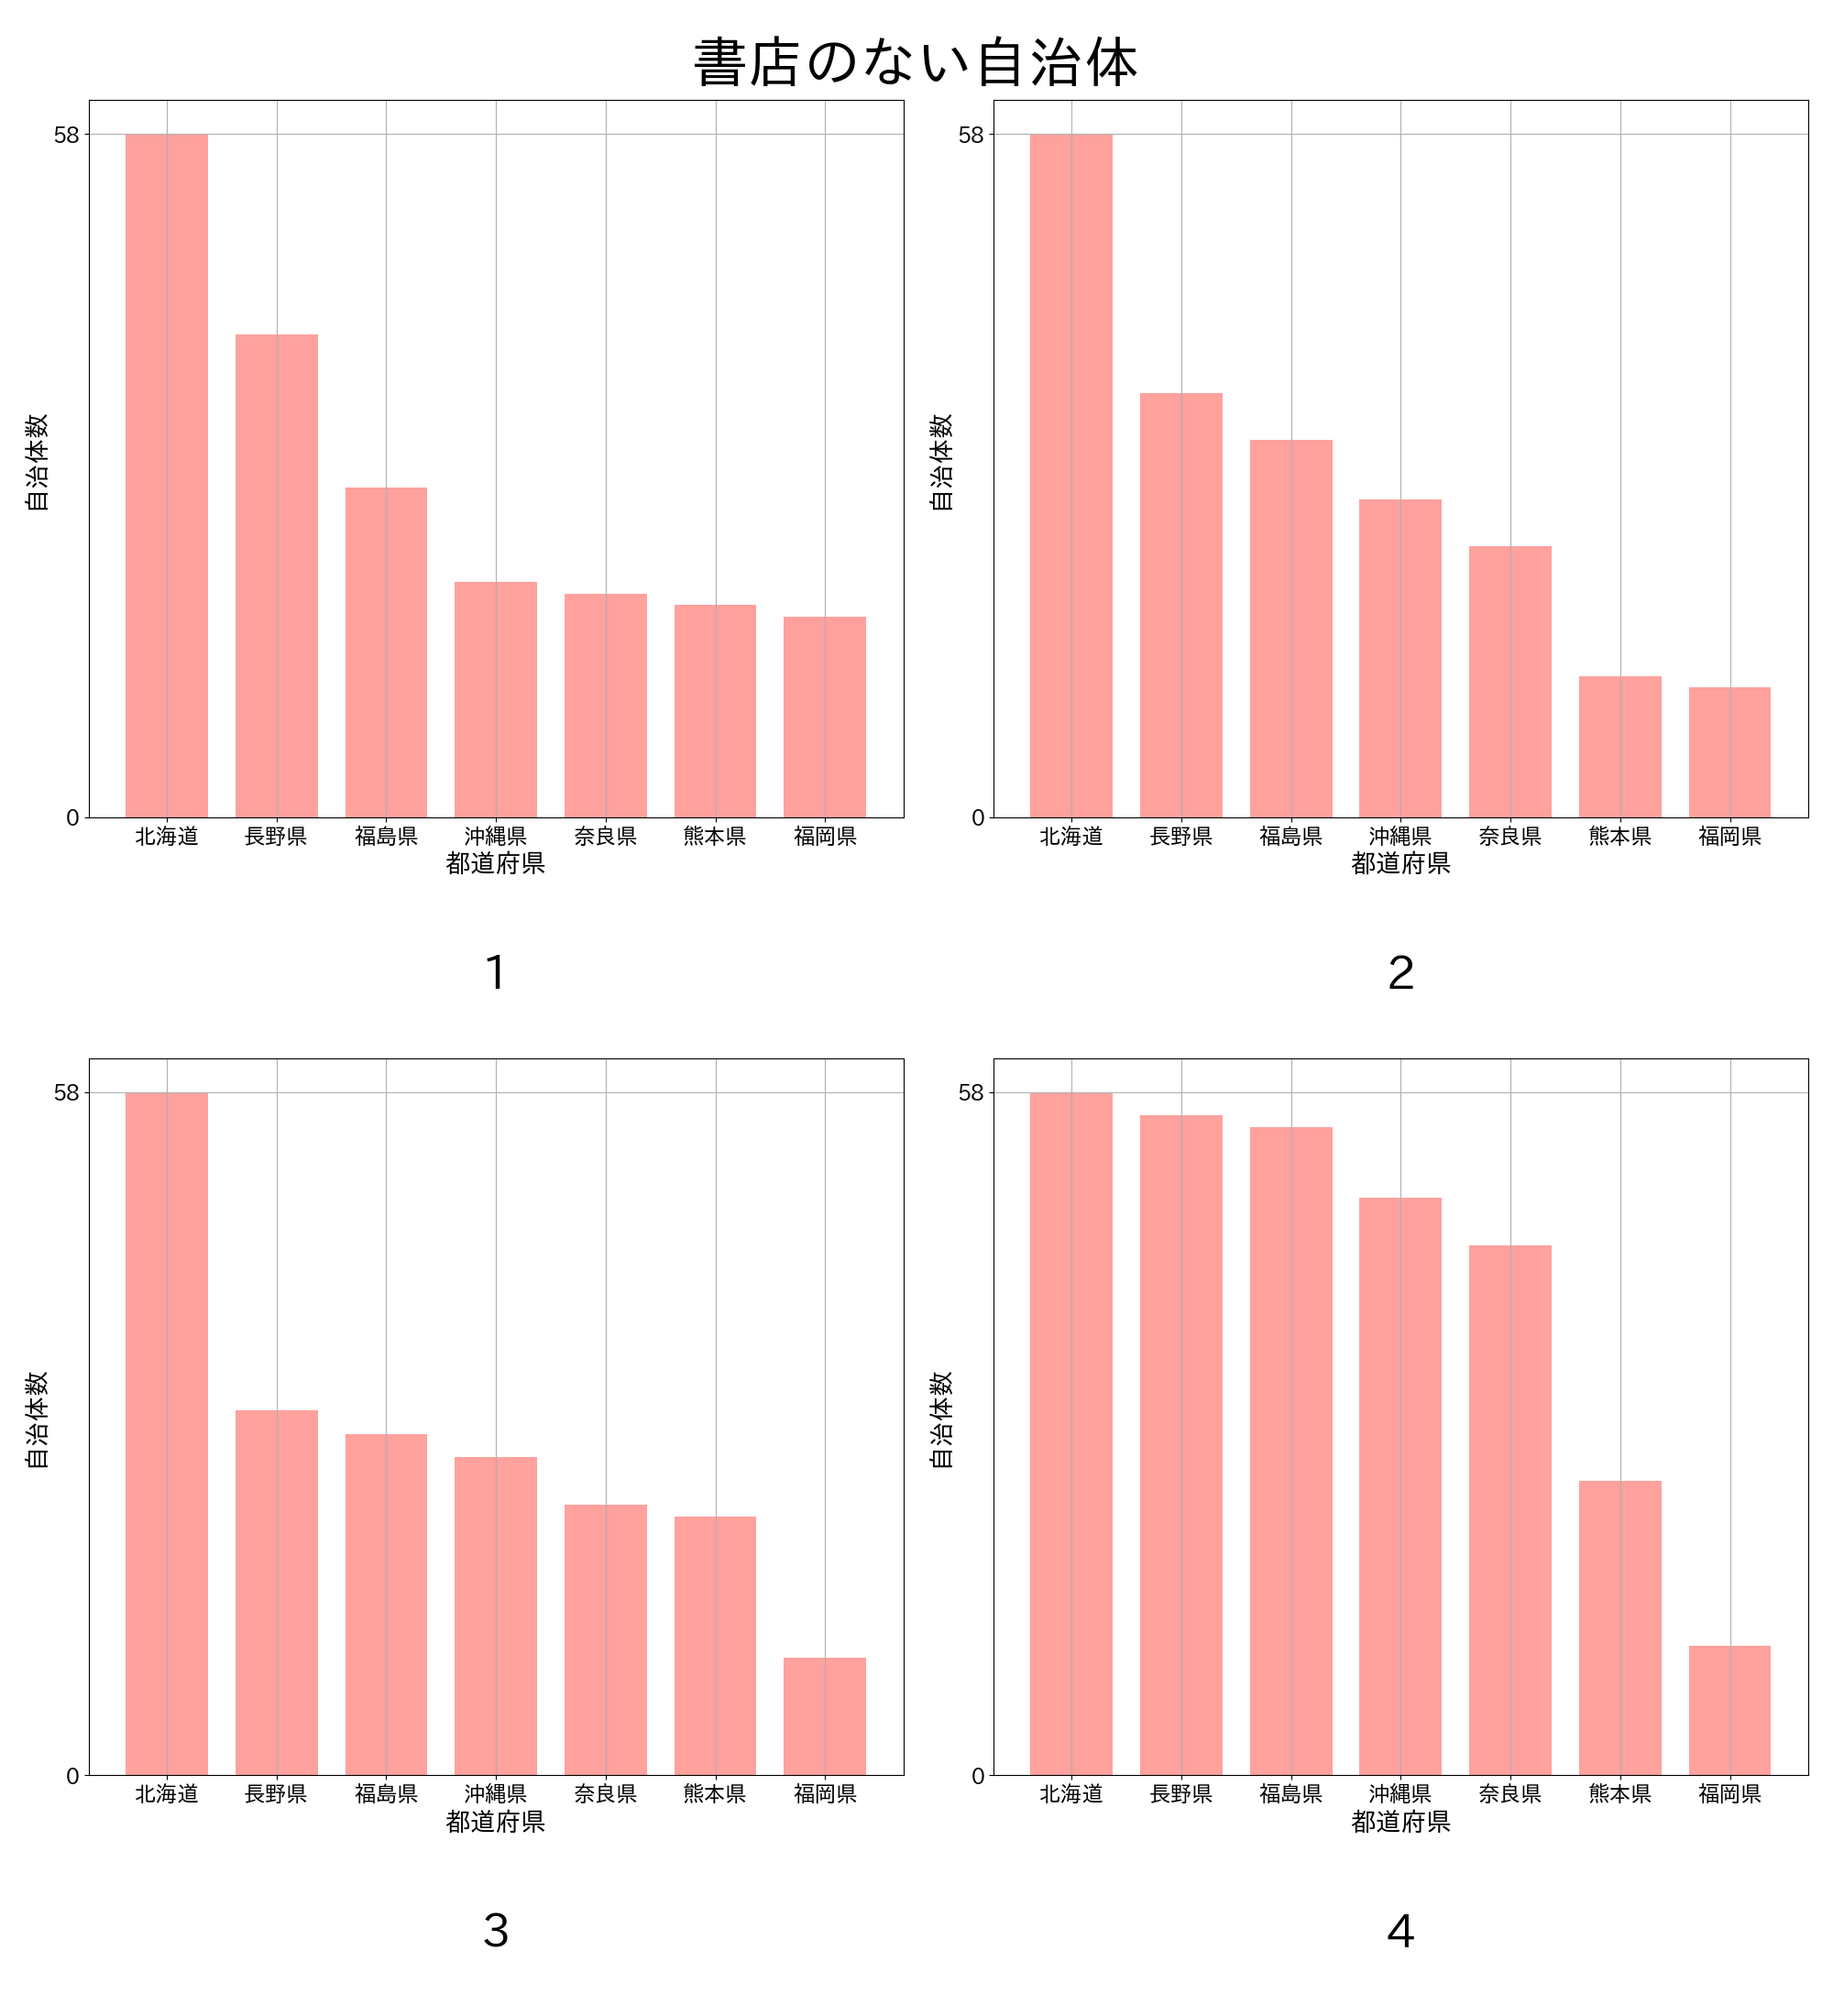 書店のない自治体
58
0
自治体数
北海道 長野県 福島県 沖縄県 奈良県 熊本県 福岡県
都道府県
1
58
0
自治体数
北海道 長野県 福島県 沖縄県 奈良県 熊本県 福岡県
都道府県
2
58
0
自治体数
北海道 長野県 福島県 沖縄県 奈良県 熊本県 福岡県
都道府県
3
58
0
自治体数
北海道 長野県 福島県 沖縄県 奈良県 熊本県 福岡県
都道府県
4